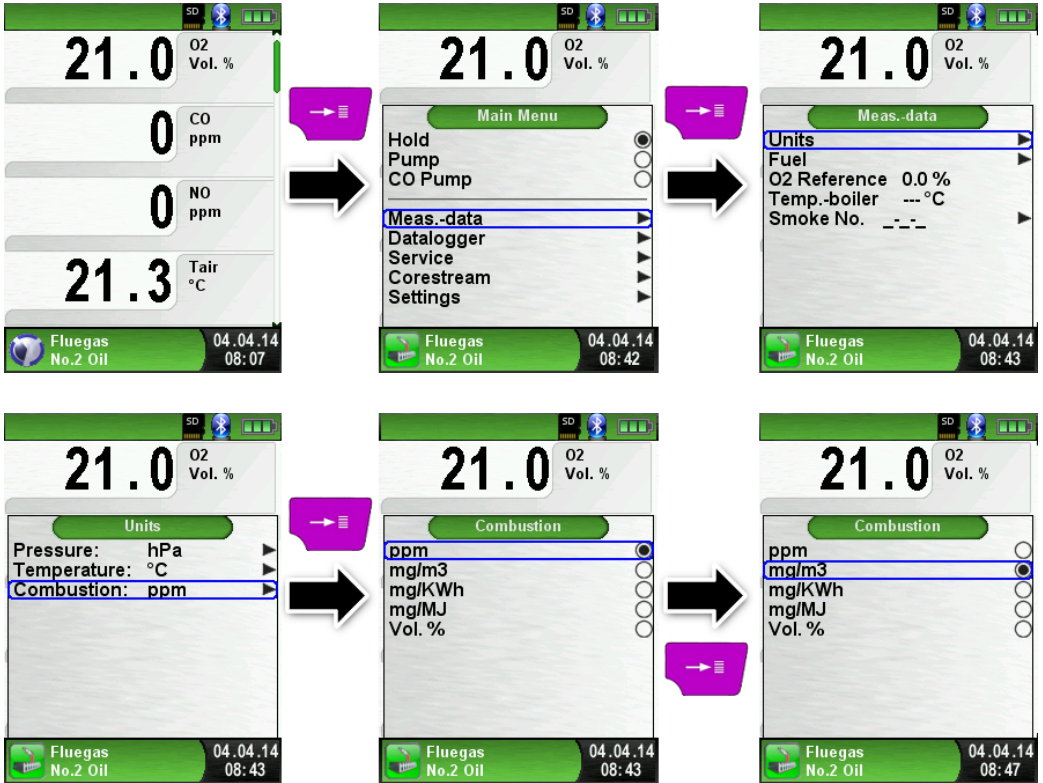 SD
21.0 O2 Vol. %
0 CO ppm
0 NO ppm
21.3 Tair °C
Fluegas 04.04.14
No.2 Oil 08:07
SD
21.0 O2 Vol. %
Main Menu
Hold
Pump
CO Pump
Meas.-data
Datalogger
Service
Corestream
Settings
Fluegas 04.04.14
No.2 Oil 08:42
SD
21.0 O2 Vol. %
Meas.-data
Units
Fuel
O2 Reference 0.0 %
Temp.-boiler ---°C
Smoke No. _-_-_
Fluegas 04.04.14
No.2 Oil 08:43
SD
21.0 O2 Vol. %
Units
Pressure: hPa
Temperature: °C
Combustion: ppm
Fluegas 04.04.14
No.2 Oil 08:43
SD
21.0 O2 Vol. %
Combustion
ppm
mg/m3
mg/KWh
mg/MJ
Vol. %
Fluegas 04.04.14
No.2 Oil 08:43
SD
21.0 O2 Vol. %
Combustion
ppm
mg/m3
mg/KWh
mg/MJ
Vol. %
Fluegas 04.04.14
No.2 Oil 08:47